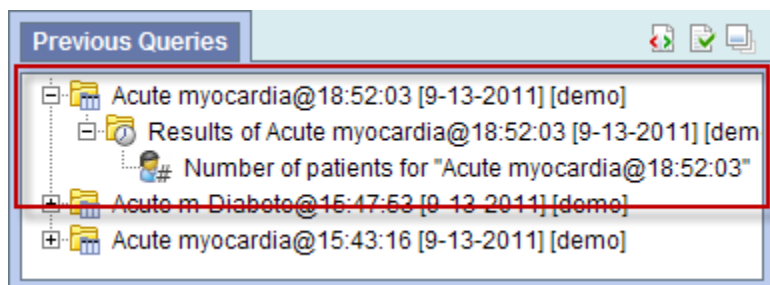 Previous Queries
Acute myocardia@18:52:03 [9-13-2011] [demo]
Results of Acute myocardia@18:52:03 [9-13-2011] [dem
# Number of patients for "Acute myocardia@18:52:03"
Acute m-Diabete@15:47:53 [9-13-2011] [demo]
Acute myocardia@15:43:16 [9-13-2011] [demo]